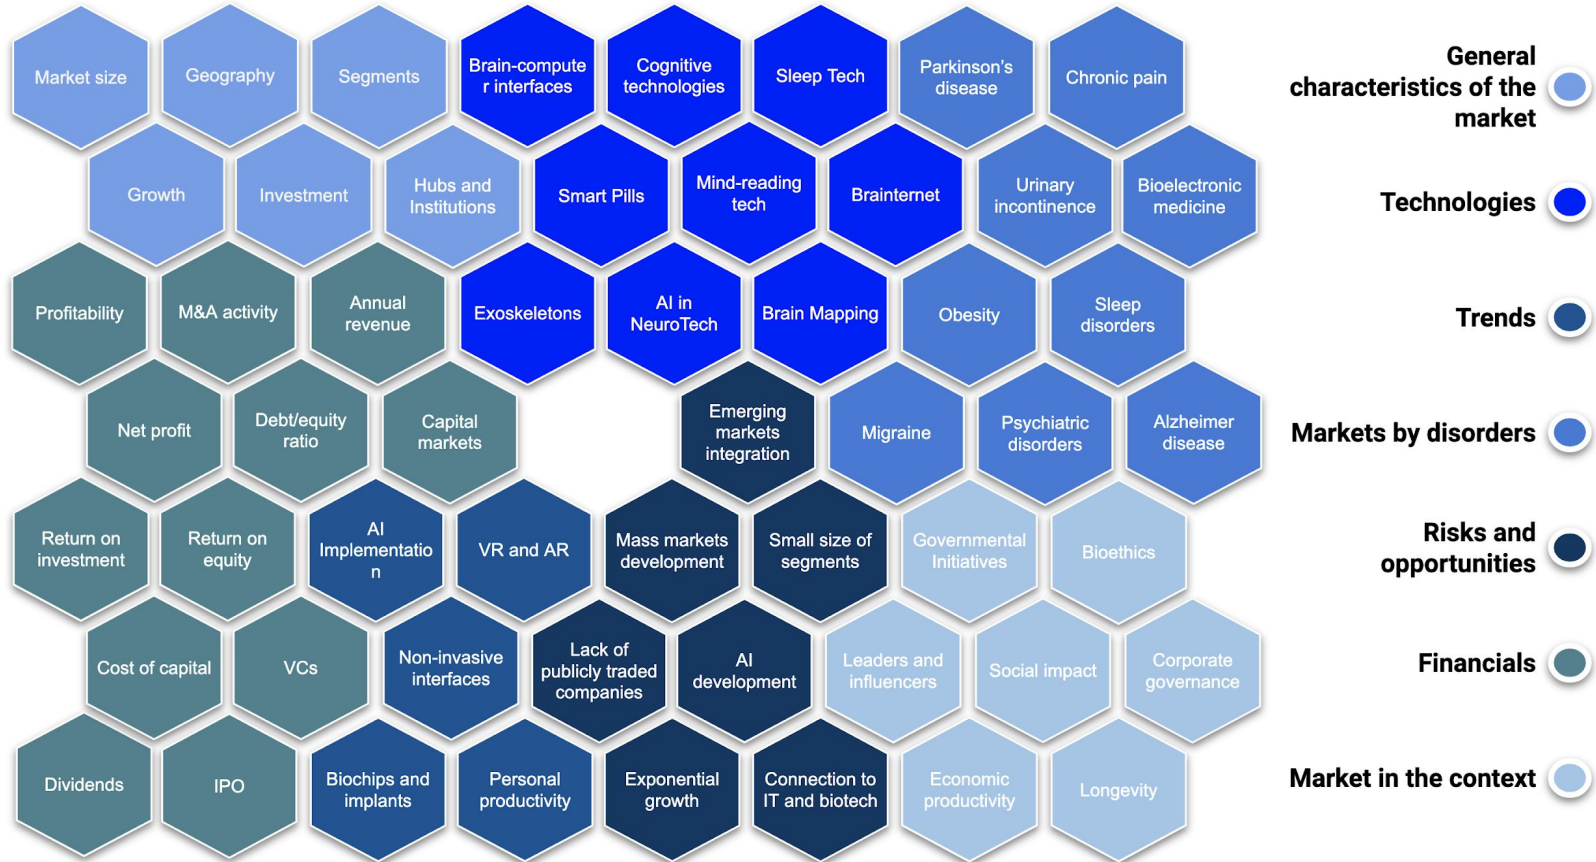 Market size
Geography
Segments
Brain-compute
r interfaces
Cognitive
technologies
Sleep Tech
Parkinson's
disease
Chronic pain
General
characteristics of the
market
Growth
Investment
Hubs and
Institutions
Smart Pills
Mind-reading
tech
Brainternet
Urinary
incontinence
Bioelectronic
medicine
Technologies
Profitability
M&A activity
Annual
revenue
Exoskeletons
AI in
NeuroTech
Brain Mapping
Obesity
Sleep
disorders
Trends
Net profit
Debt/equity
ratio
Capital
markets
Emerging
markets
integration
Migraine
Psychiatric
disorders
Alzheimer
disease
Markets by disorders
Return on
investment
Return on
equity
AI
Implementatio
n
VR and AR
Mass markets
development
Small size of
segments
Governmental
Initiatives
Bioethics
Risks and
opportunities
Cost of capital
VCs
Non-invasive
interfaces
Lack of
publicly traded
companies
AI
development
Leaders and
influencers
Social impact
Corporate
governance
Financials
Dividends
IPO
Biochips and
implants
Personal
productivity
Exponential
growth
Connection to
IT and biotech
Economic
productivity
Longevity
Market in the context